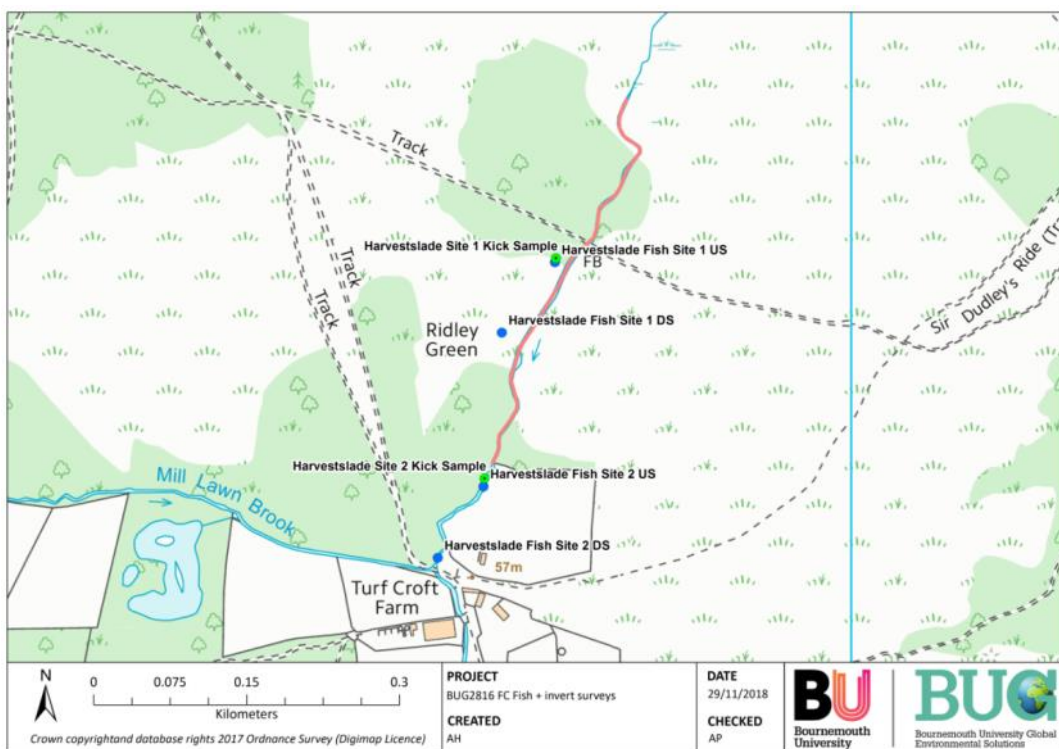 Track
Harvestslade Site 1 Kick Sample
Harvestslade Fish Site 1 US
FB
Track
Track
Sir Dudley's Ride (Tr
Harvestslade Fish Site 1 DS
Ridley
Green
Harvestslade Site 2 Kick Sample
Harvestslade Fish Site 2 US
Mill Lawn Brook
Harvestslade Fish Site 2 DS
57m
Turf Croft
Farm
N
0 0.075 0.15 0.3
Kilometers
Crown copyrightand database rights 2017 Ordnance Survey (Digimap Licence)
PROJECT
BUG2816 FC Fish + invert surveys
CREATED
AH
DATE
29/11/2018
CHECKED
AP
BU
Bournemouth
University
BUG
Bournemouth University Global
Environmental Solutions